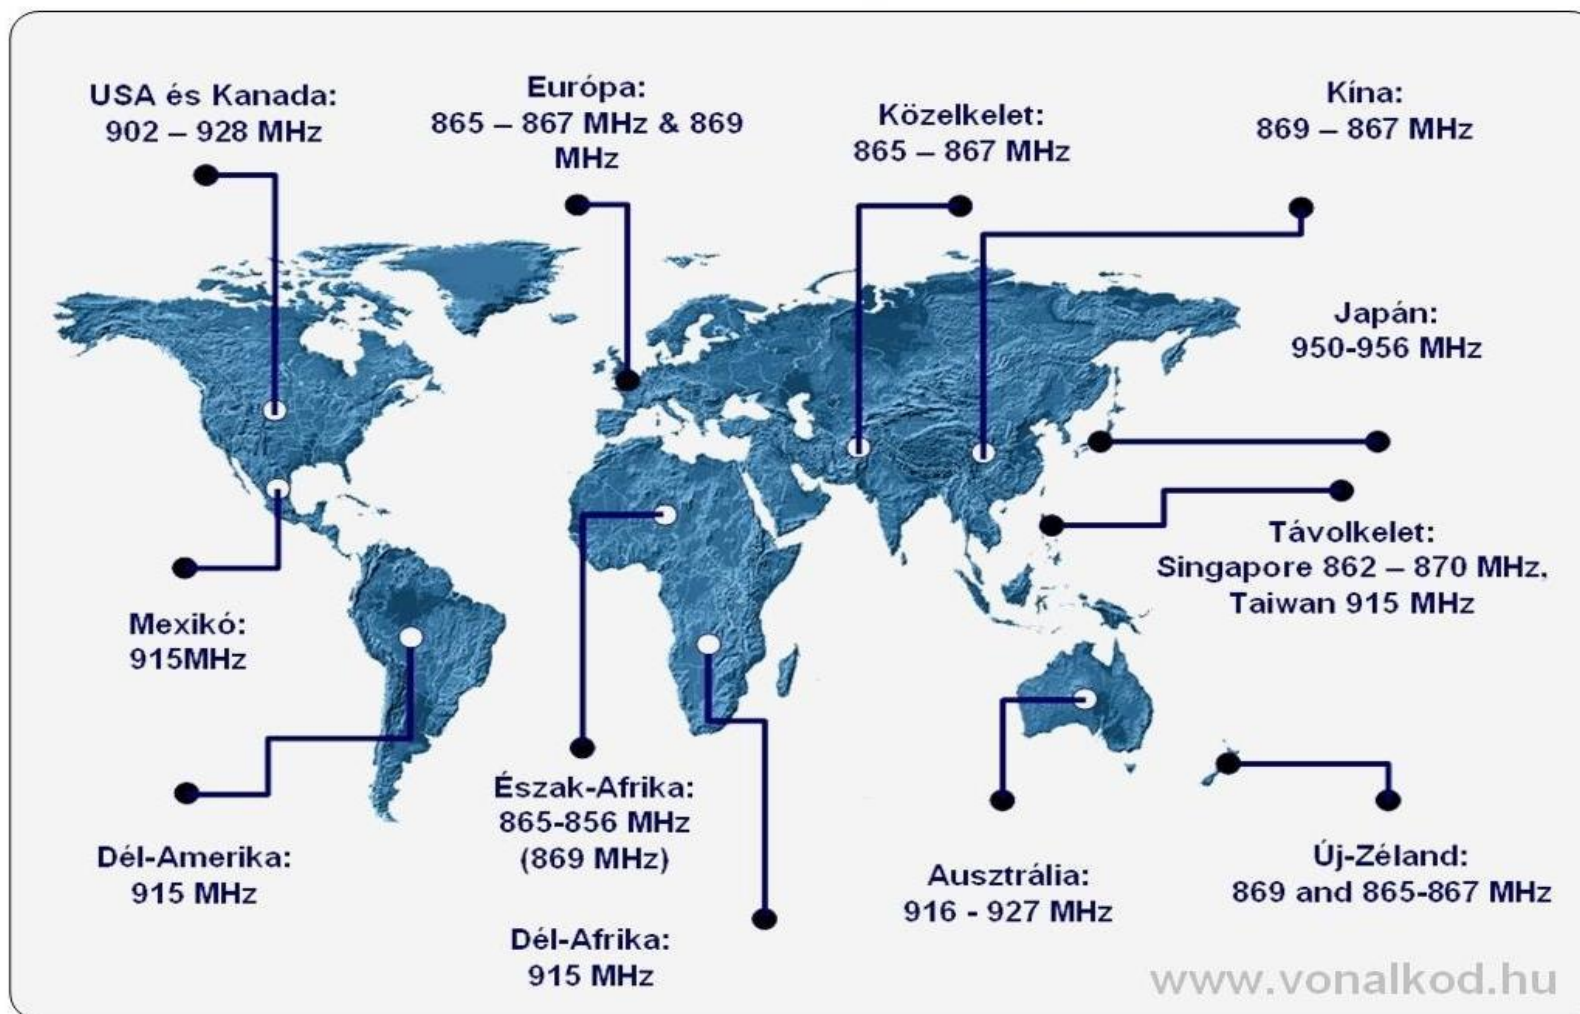 USA és Kanada:
902 – 928 MHz
Európa:
865 – 867 MHz & 869
MHz
Közelkelet:
865 – 867 MHz
Kína:
869 – 867 MHz
Japán:
950-956 MHz
Távolkelet:
Singapore 862 – 870 MHz,
Taiwan 915 MHz
Mexikó:
915MHz
Dél-Amerika:
915 MHz
Észak-Afrika:
865-856 MHz
(869 MHz)
Dél-Afrika:
915 MHz
Ausztrália:
916 - 927 MHz
Új-Zéland:
869 and 865-867 MHz
www.vonalkod.hu